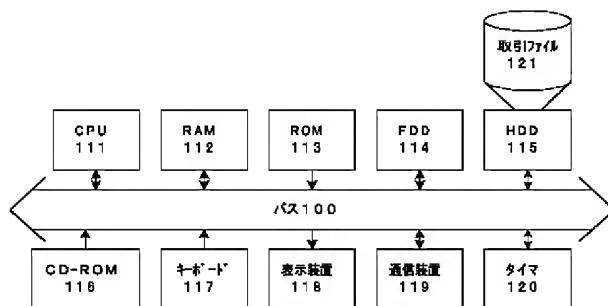 取引ファイル
121
CPU
111
RAM
112
ROM
113
FDD
114
HDD
115
バス100
CD-ROM
116
キーボード
117
表示装置
118
通信装置
119
タイマ
120